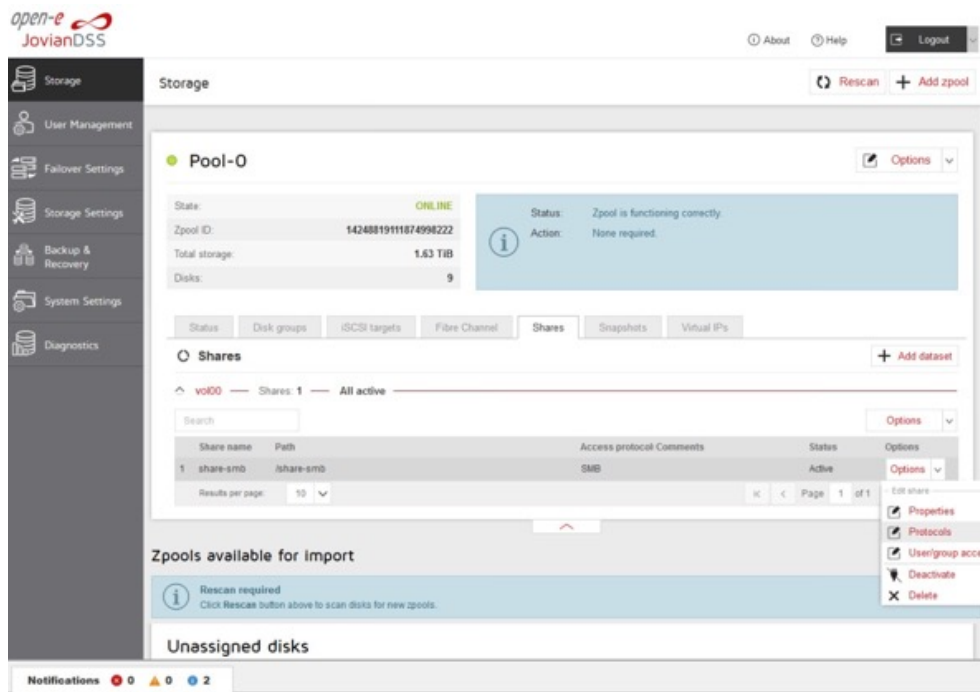 open-e
JovianDSS
About Help Logout
Storage
User Management
Failover Settings
Storage Settings
Backup &
Recovery
System Settings
Diagnostics
Storage Rescan + Add zpool
Pool-0 Options
State: ONLINE
Zpool ID: 14248819111874998222
Total storage: 1.63 TiB
Disks: 9
Status: Zpool is functioning correctly.
Action: None required.
Status Disk groups iSCSI targets Fibre Channel Shares Snapshots Virtual IPs
Shares + Add dataset
vol00 Shares: 1 All active
Search Options
Share name Path Access protocol Comments Status Options
1 share-smb /share-smb SMB Active Options
Results per page: 10 Page 1 of 1
Edit share
Properties
Protocols
User/group acce
Deactivate
Delete
Zpools available for import
Rescan required
Click Rescan button above to scan disks for new zpools.
Unassigned disks
Notifications 0 0 2